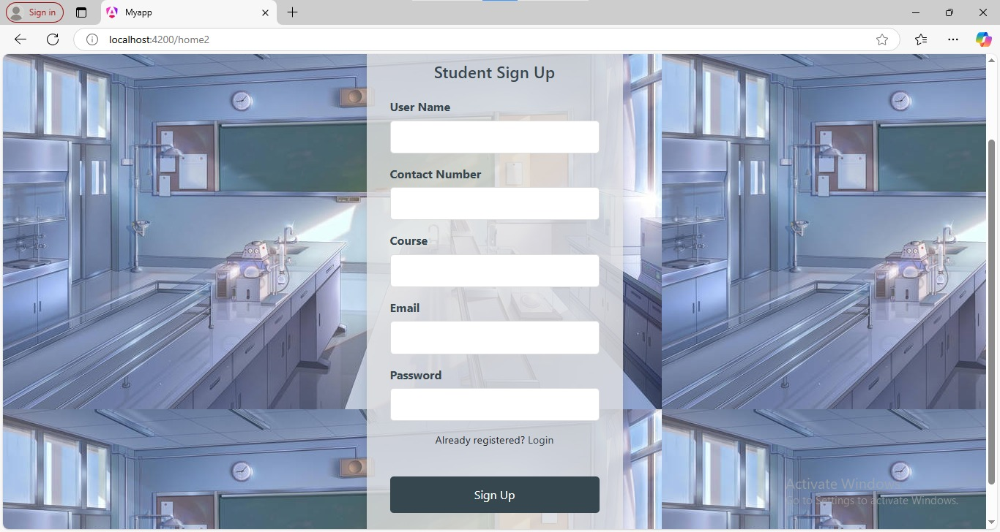 Sign in
Myapp
localhost:4200/home2
Student Sign Up
User Name
Contact Number
Course
Email
Password
Already registered? Login
Sign Up
Activate Windows
Go to Settings to activate Windows.